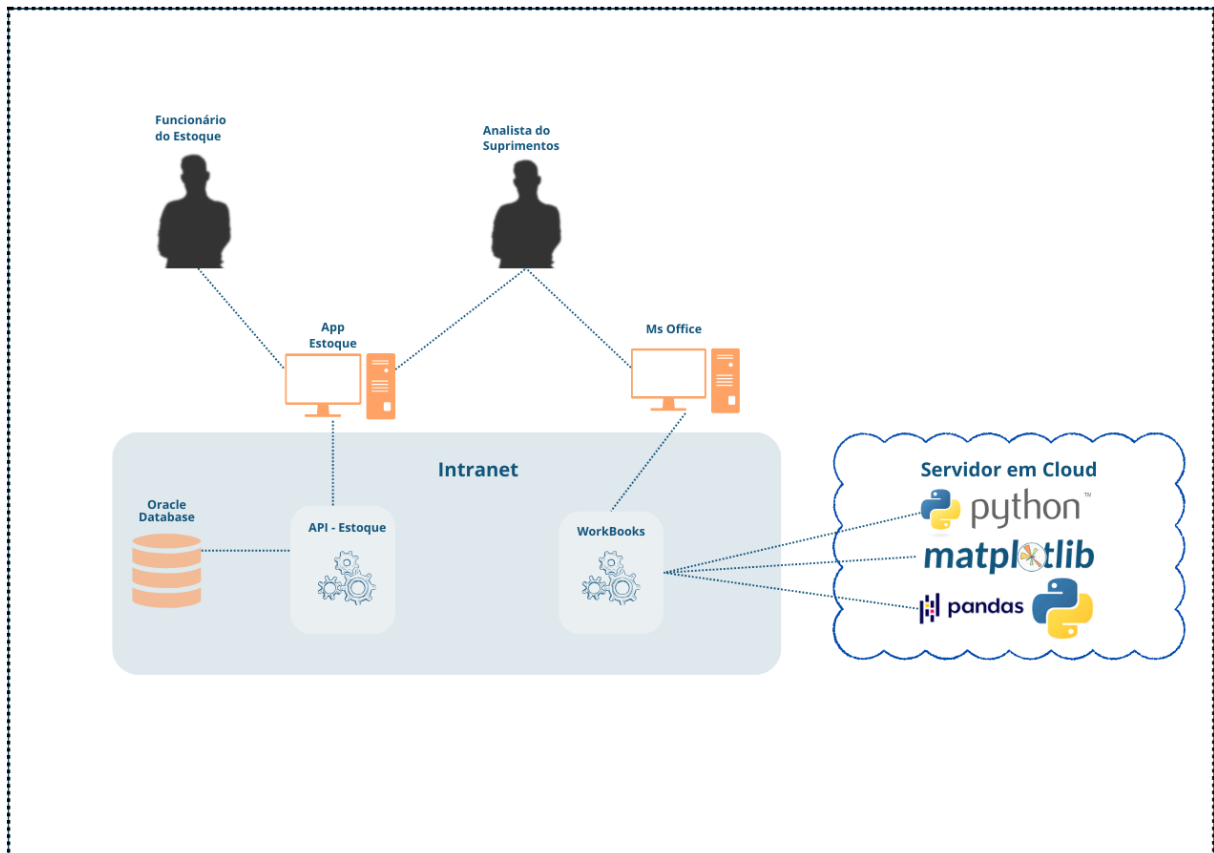 Funcionário
do Estoque
Analista do
Suprimentos
App
Estoque
Ms Office
Intranet
Servidor em Cloud
Oracle
Database
API - Estoque
WorkBooks
python™
matplotlib
pandas